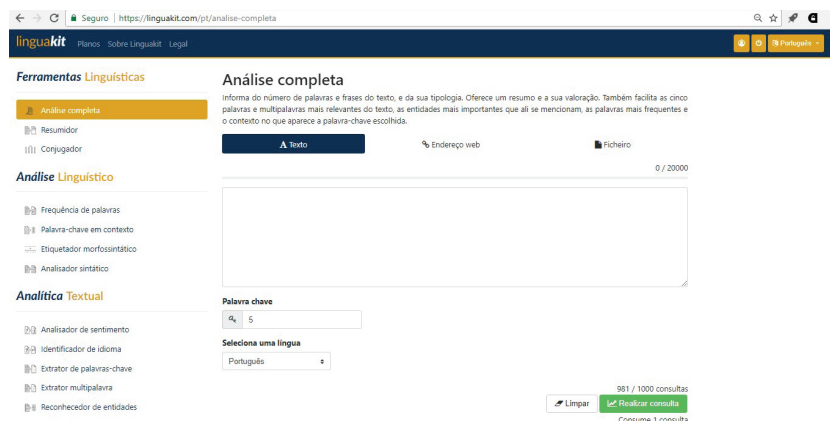 Seguro | https://linguakit.com/pt/analise-completa
linguakit Planos Sobre Linguakit Legal Português
Ferramentas Linguísticas
Análise completa
Resumidor
Conjugador
Análise Linguístico
Frequência de palavras
Palavra-chave em contexto
Etiquetador morfossintático
Analisador sintático
Analítica Textual
Analisador de sentimento
Identificador de idioma
Extrator de palavras-chave
Extrator multipalavra
Reconhecedor de entidades
Análise completa
Informa do número de palavras e frases do texto, e da sua tipologia. Oferece um resumo e a sua valoração. Também facilita as cinco
palavras e multipalavras mais relevantes do texto, as entidades mais importantes que ali se mencionam, as palavras mais frequentes e
o contexto no que aparece a palavra-chave escolhida.
A Texto Endereço web Ficheiro
0 / 20000
Palavra chave
5
Seleciona uma língua
Português
981 / 1000 consultas
Limpar Realizar consulta
Consume 1 consulta